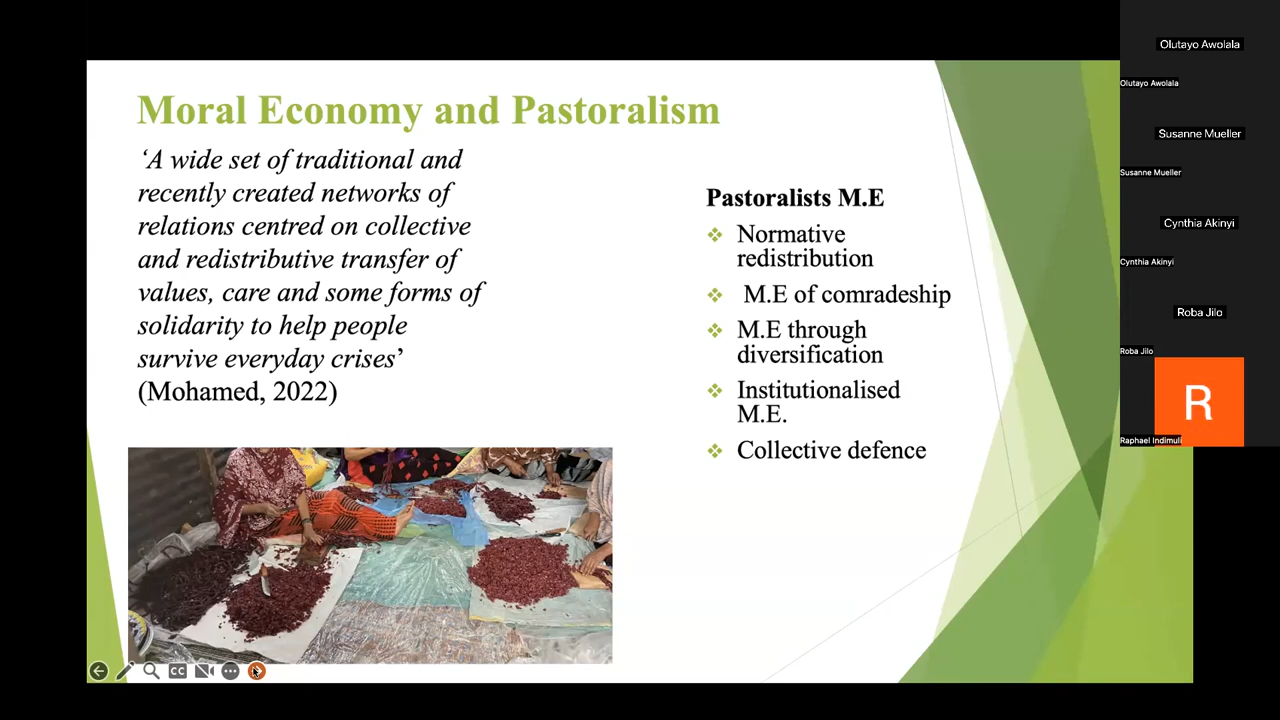 Moral Economy and Pastoralism
‘A wide set of traditional and
recently created networks of
relations centred on collective
and redistributive transfer of
values, care and some forms of
solidarity to help people
survive everyday crises’
(Mohamed, 2022)
Pastoralists M.E
Normative
redistribution
M.E of comradeship
M.E through
diversification
Institutionalised
M.E.
Collective defence
CC
Olutayo Awolala
Olutayo Awolala
Susanne Mueller
Susanne Mueller
Cynthia Akinyi
Cynthia Akinyi
Roba Jilo
Roba Jilo
R
Raphael Indimuli